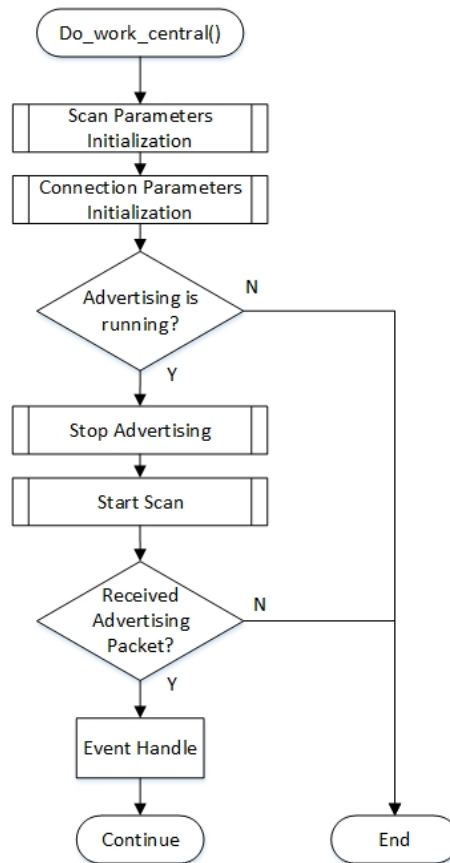 Do_work_central()
Scan Parameters
Initialization
Connection Parameters
Initialization
Advertising is
running?
N
Y
Stop Advertising
Start Scan
Received
Advertising
Packet?
N
Y
Event Handle
Continue
End